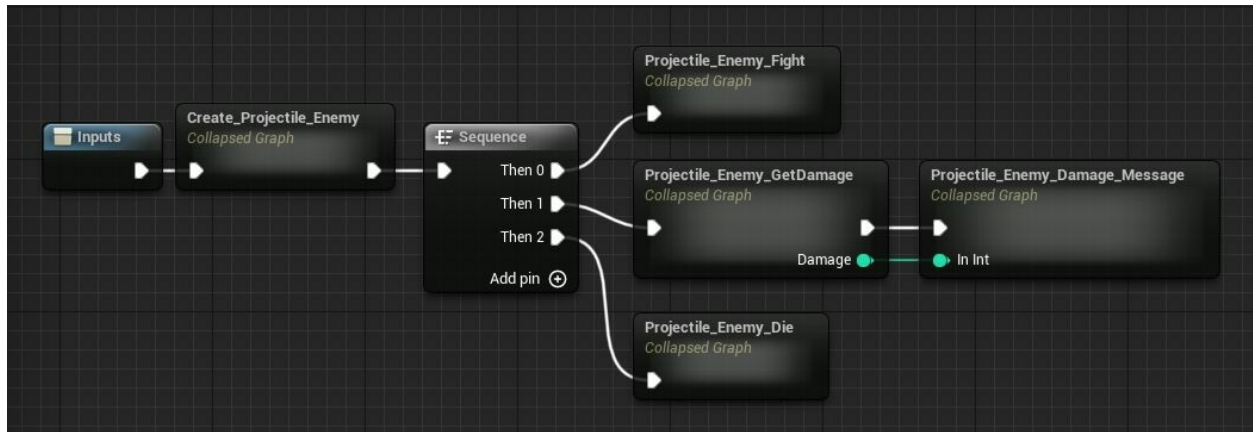 Inputs
Create_Projectile_Enemy
Collapsed Graph
Sequence
Then 0
Then 1
Then 2
Add pin
Projectile_Enemy_Fight
Collapsed Graph
Projectile_Enemy_GetDamage
Collapsed Graph
Damage
Projectile_Enemy_Damage_Message
Collapsed Graph
In Int
Projectile_Enemy_Die
Collapsed Graph